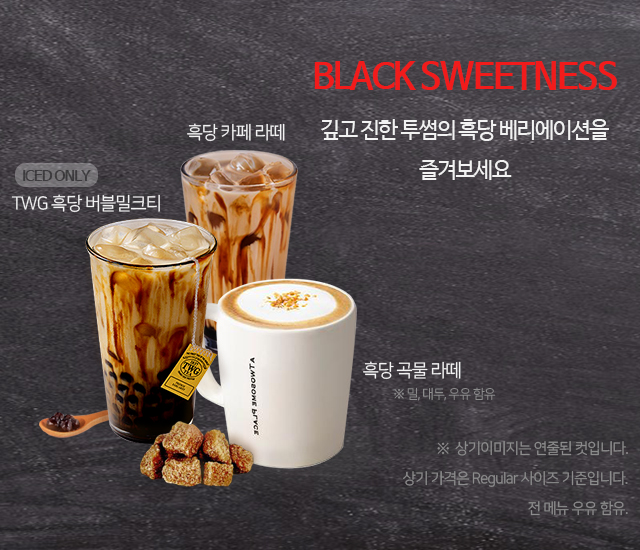 BLACK SWEETNESS
깊고 진한 투썸의 흑당 베리에이션을
즐겨보세요
흑당 카페 라떼
ICED ONLY
TWG 흑당 버블밀크티
TWG
A TWOSOME PLACE
흑당 곡물 라떼
※ 밀, 대두, 우유 함유
※ 상기이미지는 연출된 컷입니다.
상기 가격은 Regular 사이즈 기준입니다.
전 메뉴 우유 함유.